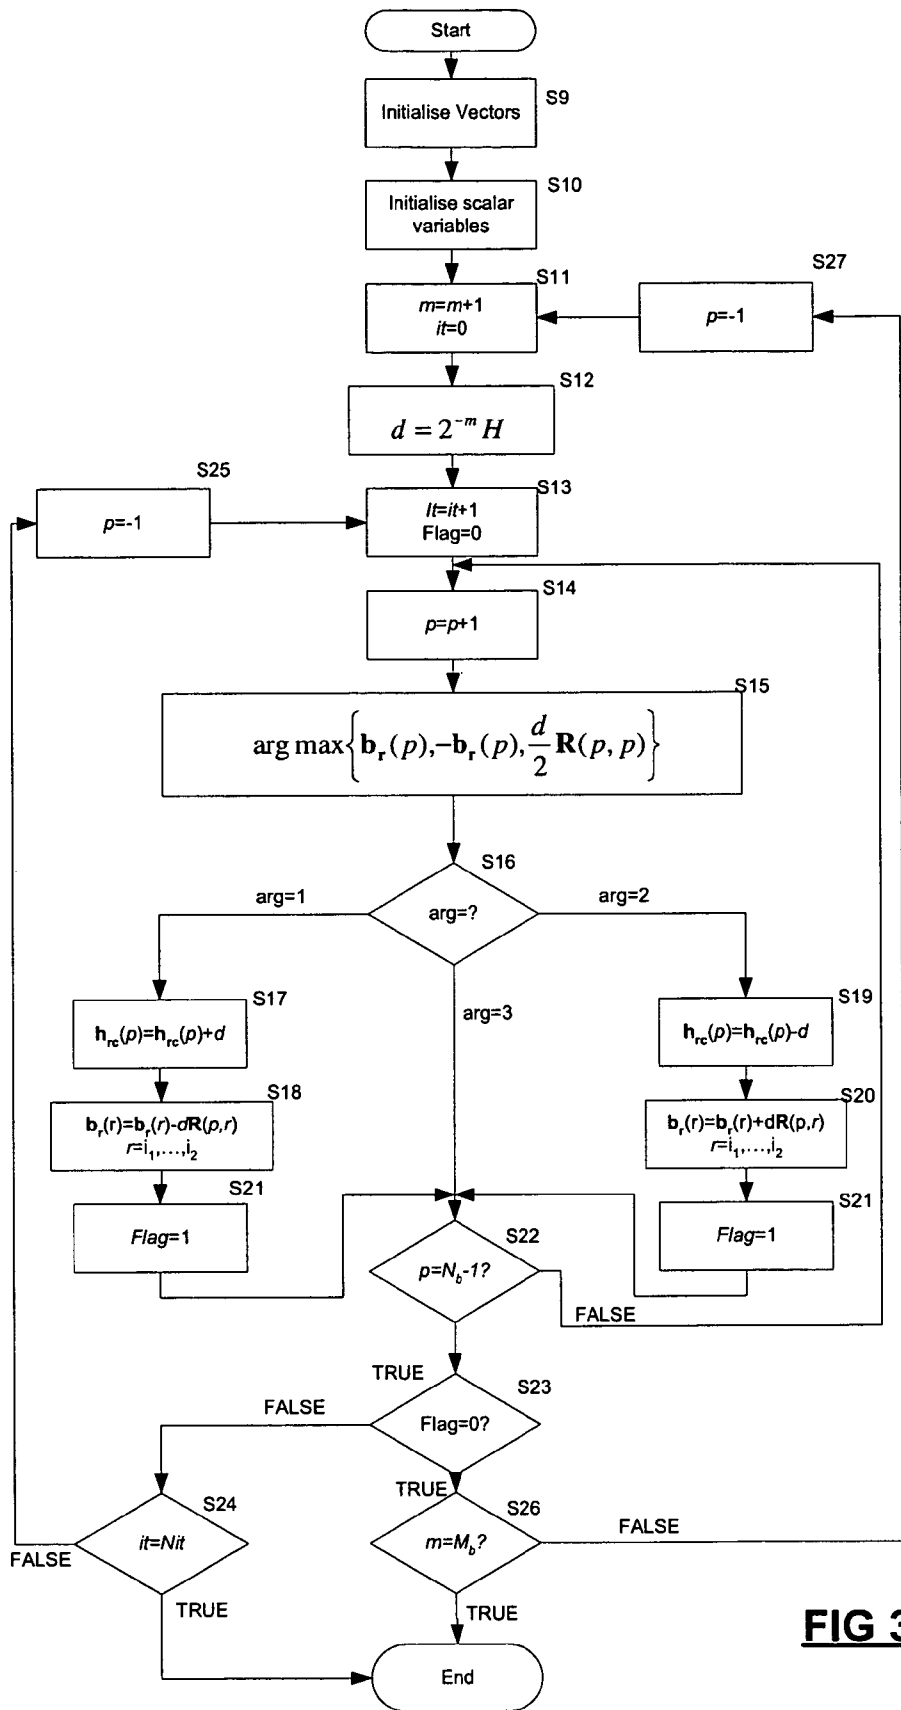 Start
S9
Initialise Vectors
S10
Initialise scalar
variables
S11
m=m+1
it=0
S27
p=-1
S12
d = 2^{-m} H
S25
p=-1
S13
It=it+1
Flag=0
S14
p=p+1
S15
arg max{b_r(p),-b_r(p),d/2 R(p, p)}
S16
arg=1
arg=?
arg=2
arg=3
S17
h_rc(p)=h_rc(p)+d
S19
h_rc(p)=h_rc(p)-d
S18
b_r(r)=b_r(r)-dR(p,r)
r=i_1,...,i_2
S20
b_r(r)=b_r(r)+dR(p,r)
r=i_1,...,i_2
S21
Flag=1
S21
Flag=1
S22
p=N_b-1?
FALSE
TRUE
S23
FALSE
Flag=0?
TRUE
S24
it=Nit
FALSE
TRUE
S26
m=M_b?
FALSE
TRUE
End
FIG 3